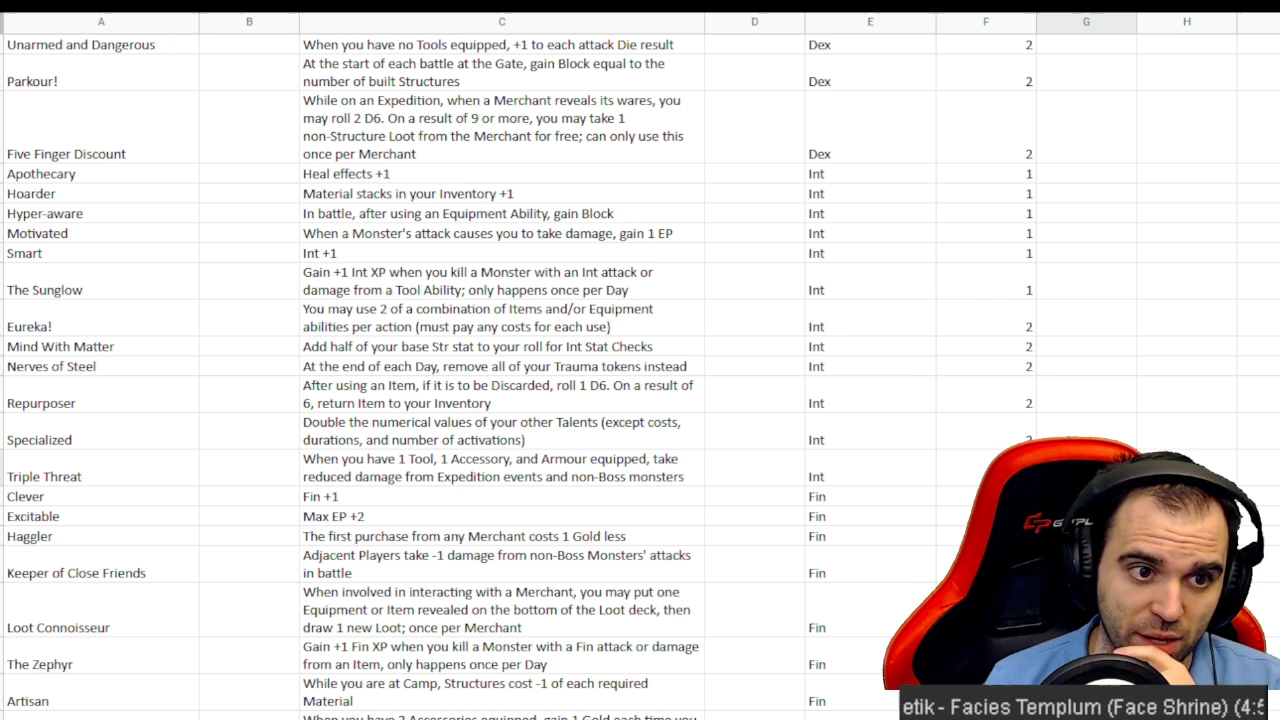 A B C D E F G H
Unarmed and Dangerous When you have no Tools equipped, +1 to each attack Die result Dex 2
At the start of each battle at the Gate, gain Block equal to the
Parkour! number of built Structures Dex 2
While on an Expedition, when a Merchant reveals its wares, you
may roll 2 D6. On a result of 9 or more, you may take 1
non-Structure Loot from the Merchant for free; can only use this
Five Finger Discount once per Merchant Dex 2
Apothecary Heal effects +1 Int 1
Hoarder Material stacks in your Inventory +1 Int 1
Hyper-aware In battle, after using an Equipment Ability, gain Block Int 1
Motivated When a Monster's attack causes you to take damage, gain 1 EP Int 1
Smart Int +1 Int 1
Gain +1 Int XP when you kill a Monster with an Int attack or
The Sunglow damage from a Tool Ability; only happens once per Day Int 1
You may use 2 of a combination of Items and/or Equipment
Eureka! abilities per action (must pay any costs for each use) Int 2
Mind With Matter Add half of your base Str stat to your roll for Int Stat Checks Int 2
Nerves of Steel At the end of each Day, remove all of your Trauma tokens instead Int 2
After using an Item, if it is to be Discarded, roll 1 D6. On a result of
Repurposer 6, return Item to your Inventory Int 2
Double the numerical values of your other Talents (except costs,
Specialized durations, and number of activations) Int
When you have 1 Tool, 1 Accessory, and Armour equipped, take
Triple Threat reduced damage from Expedition events and non-Boss monsters Int
Clever Fin +1 Fin
Excitable Max EP +2 Fin
Haggler The first purchase from any Merchant costs 1 Gold less Fin
Adjacent Players take -1 damage from non-Boss Monsters' attacks
Keeper of Close Friends in battle Fin
When involved in interacting with a Merchant, you may put one
Equipment or Item revealed on the bottom of the Loot deck, then
Loot Connoisseur draw 1 new Loot; once per Merchant Fin
Gain +1 Fin XP when you kill a Monster with a Fin attack or damage
The Zephyr from an Item, only happens once per Day Fin
While you are at Camp, Structures cost -1 of each required
Artisan Material Fin
When you have 2 Accessories equipped, gain 1 Gold each time you
etik - Facies Templum (Face Shrine) (4:5